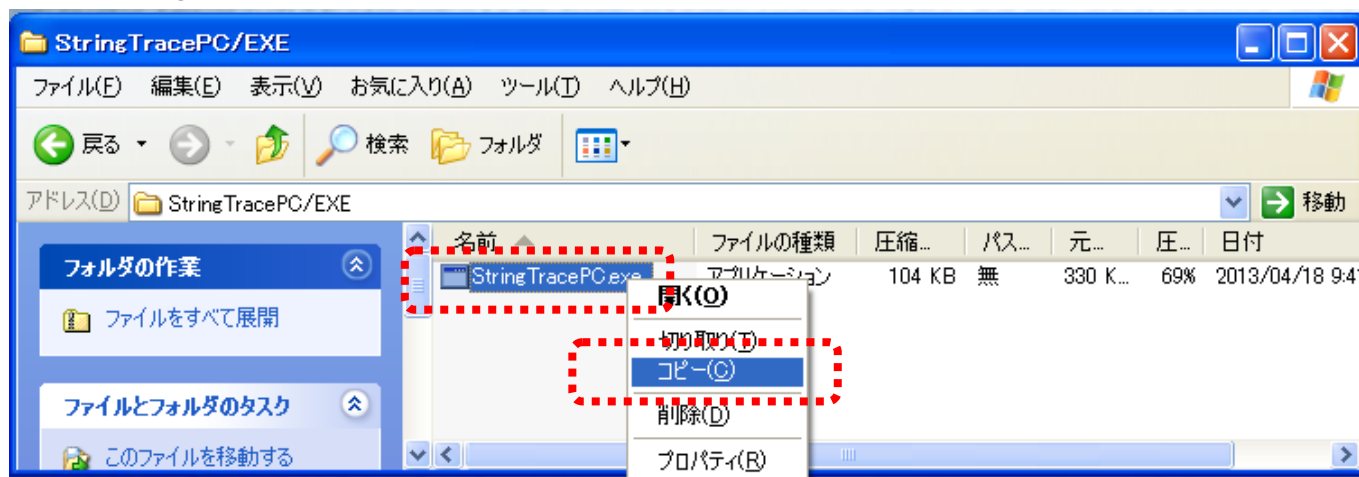 StringTracePC/EXE
ファイル(F) 編集(E) 表示(V) お気に入り(A) ツール(T) ヘルプ(H)
戻る 検索 フォルダ
アドレス(D) StringTracePC/EXE 移動
名前 ファイルの種類 圧縮... パス... 元... 圧... 日付
StringTracePC.exe アプリケーション 104 KB 無 330 K... 69% 2013/04/18 9:4
フォルダの作業
ファイルをすべて展開
ファイルとフォルダのタスク
このファイルを移動する
開く(O)
切り取り(T)
コピー(C)
削除(D)
プロパティ(R)